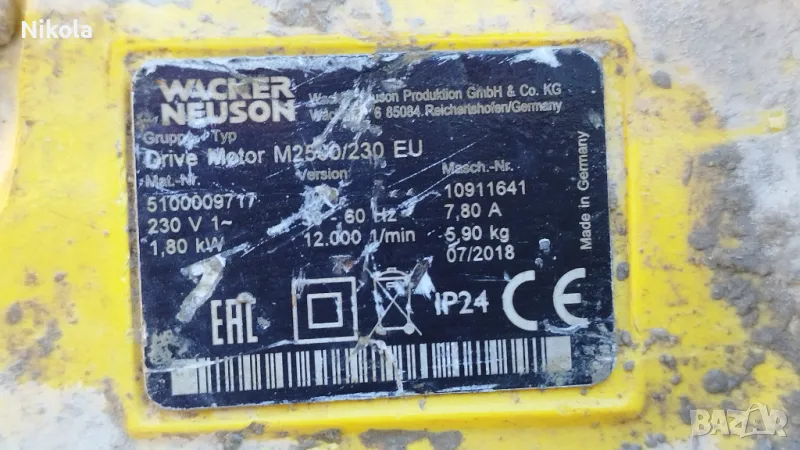 Nikola
WACKER
NEUSON
Neuson Produktion GmbH & Co. KG
6 85084 Reichertshofen/Germany
Typ
Drive Motor M2500/230 EU
Mat.-Nr. Version Masch.-Nr.
5100009717 10911641
230 V 1~ 60 Hz 7,80 A
1,80 kW 12.000 1/min 5,90 kg
07/2018
Made in Germany
EAC IP24 CE
BAZAR